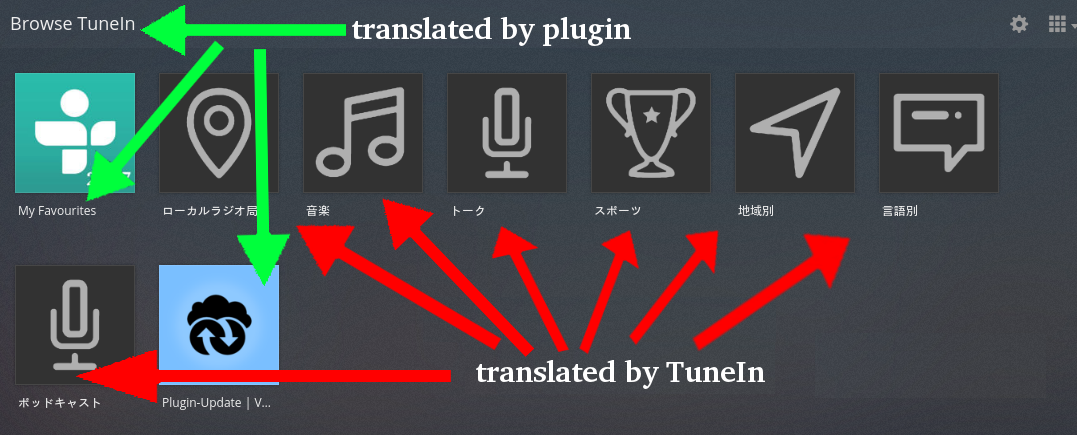 Browse TuneIn
translated by plugin
My Favourites
ローカルラジオ局
音楽
トーク
スポーツ
地域別
言語別
translated by TuneIn
ポッドキャスト
Plugin-Update | V...